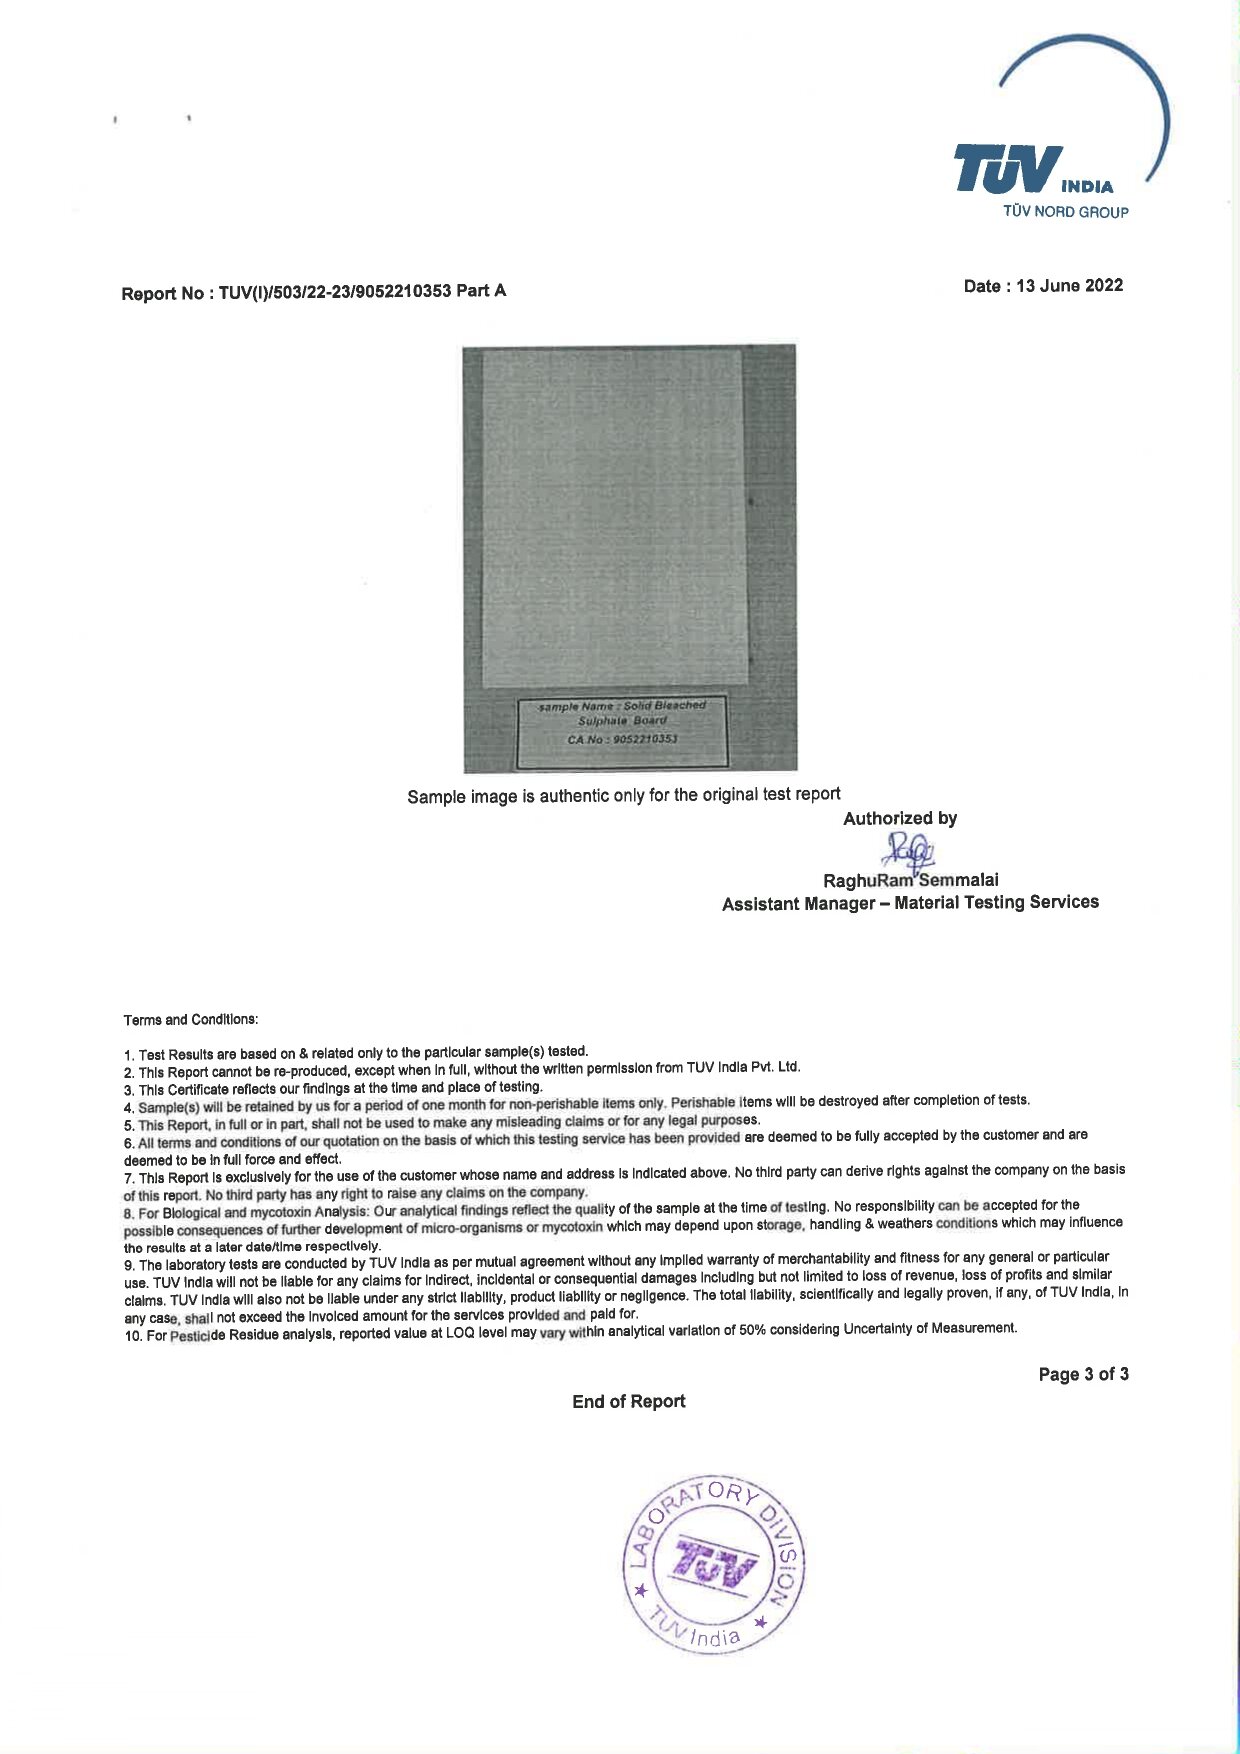 TÜV INDIA
TÜV NORD GROUP
Report No : TUV(I)/503/22-23/9052210353 Part A
Date : 13 June 2022
sample Name : Solid Bleached
Sulphate Board
CA No : 9052210353
Sample image is authentic only for the original test report
Authorized by
RaghuRam Semmalai
Assistant Manager – Material Testing Services
Terms and Conditions:
1. Test Results are based on & related only to the particular sample(s) tested.
2. This Report cannot be re-produced, except when in full, without the written permission from TUV India Pvt. Ltd.
3. This Certificate reflects our findings at the time and place of testing.
4. Sample(s) will be retained by us for a period of one month for non-perishable items only. Perishable items will be destroyed after completion of tests.
5. This Report, in full or in part, shall not be used to make any misleading claims or for any legal purposes.
6. All terms and conditions of our quotation on the basis of which this testing service has been provided are deemed to be fully accepted by the customer and are
deemed to be in full force and effect.
7. This Report is exclusively for the use of the customer whose name and address is indicated above. No third party can derive rights against the company on the basis
of this report. No third party has any right to raise any claims on the company.
8. For Biological and mycotoxin Analysis: Our analytical findings reflect the quality of the sample at the time of testing. No responsibility can be accepted for the
possible consequences of further development of micro-organisms or mycotoxin which may depend upon storage, handling & weathers conditions which may influence
the results at a later date/time respectively.
9. The laboratory tests are conducted by TUV India as per mutual agreement without any implied warranty of merchantability and fitness for any general or particular
use. TUV India will not be liable for any claims for indirect, incidental or consequential damages including but not limited to loss of revenue, loss of profits and similar
claims. TUV India will also not be liable under any strict liability, product liability or negligence. The total liability, scientifically and legally proven, if any, of TUV India, in
any case, shall not exceed the invoiced amount for the services provided and paid for.
10. For Pesticide Residue analysis, reported value at LOQ level may vary within analytical variation of 50% considering Uncertainty of Measurement.
Page 3 of 3
End of Report
LABORATORY DIVISION
TÜV
TUV India